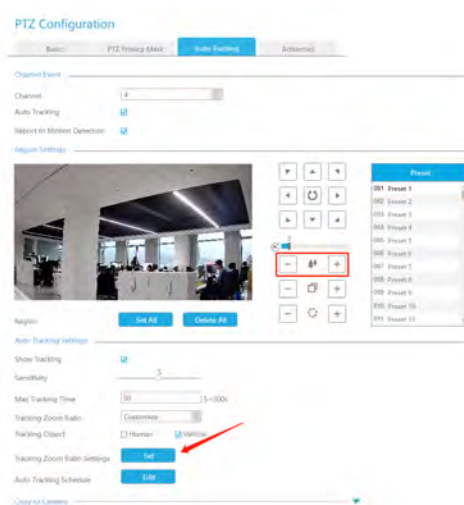 PTZ Configuration
Basic PTZ Privacy Mask Auto Tracking Advanced
Channel Event
Channel 4
Auto Tracking
Report to Motion Detection
Region Settings
Preset
001 Preset 1
002 Preset 2
003 Preset 3
004 Preset 4
005 Preset 5
006 Preset 6
007 Preset 7
008 Preset 8
009 Preset 9
010 Preset 10
011 Preset 11
Region Set All Delete All
Auto Tracking Settings
Show Tracking
Sensitivity 5
Max Tracking Time (5~300)s
Tracking Zoom Ratio Customize
Tracking Object Human Vehicle
Tracking Zoom Ratio Settings Set
Auto Tracking Schedule Edit
Copy to Camera